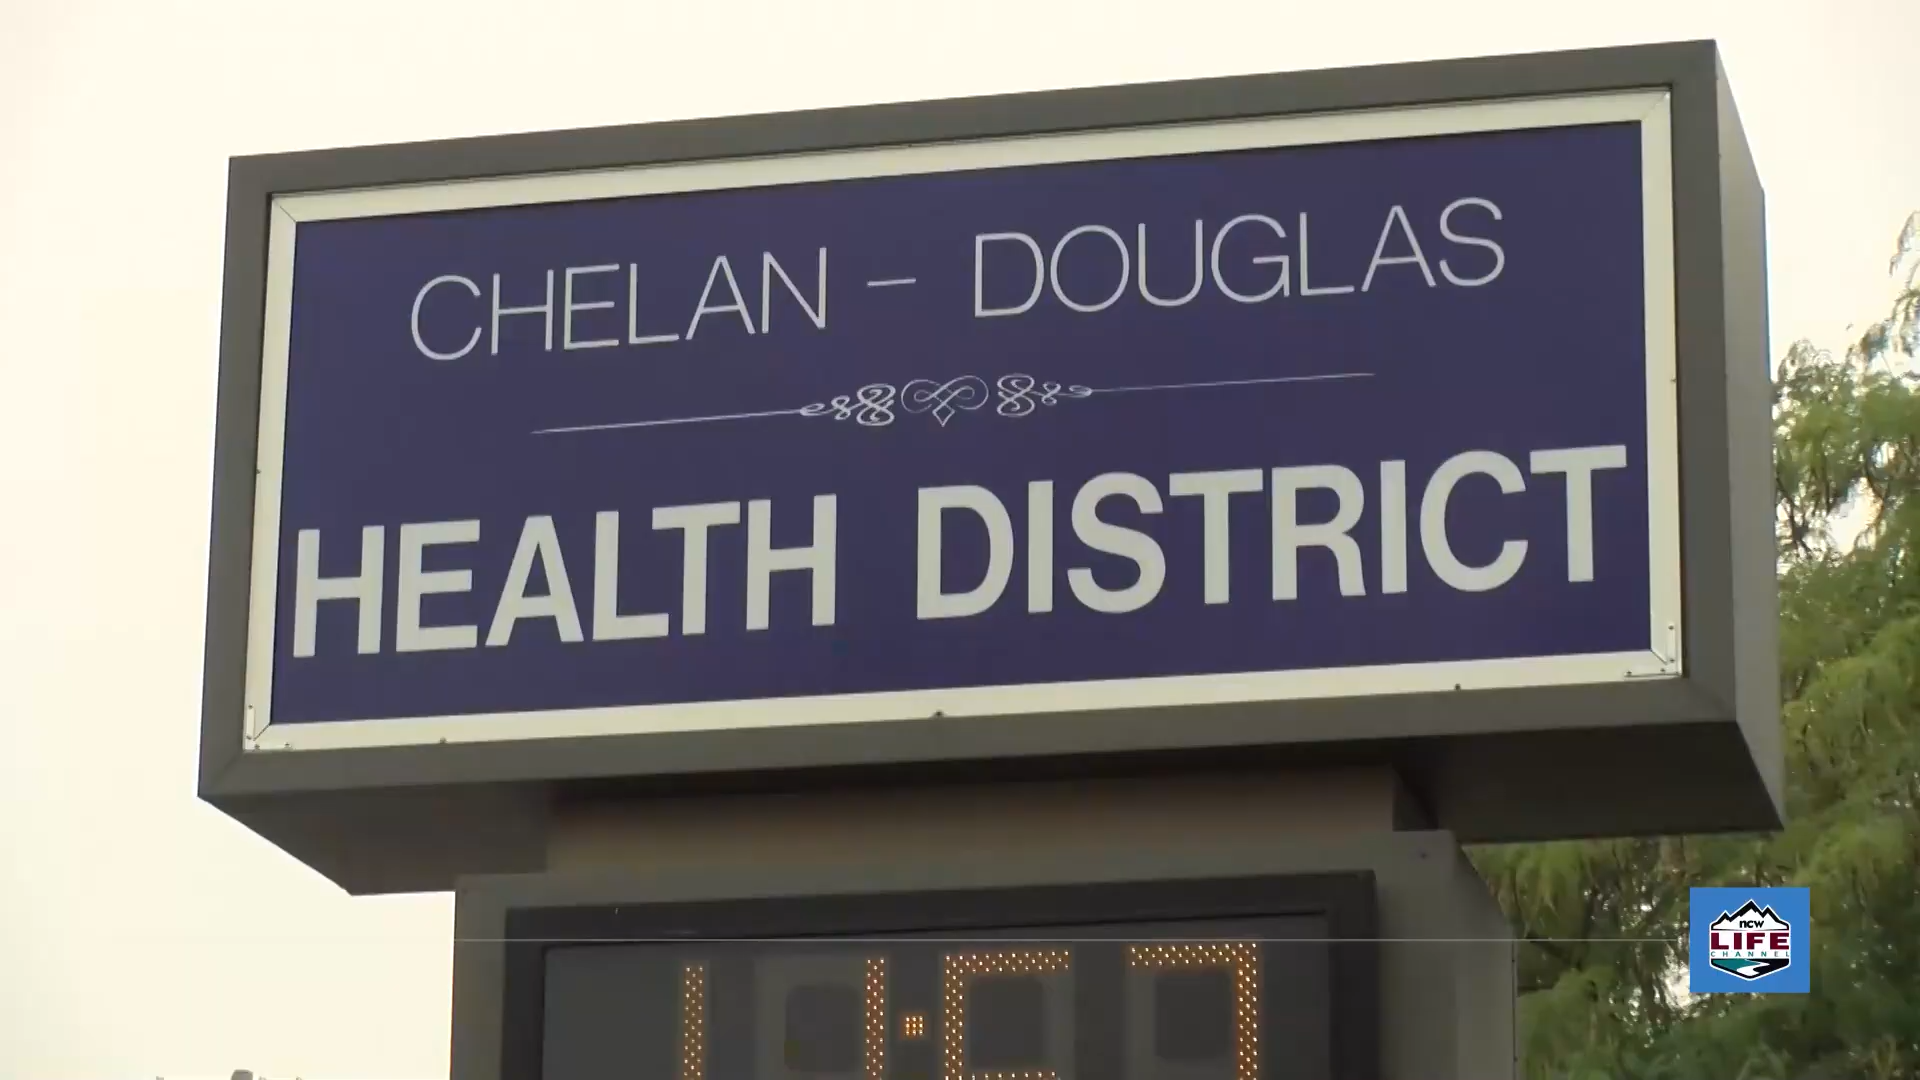 CHELAN – DOUGLAS
HEALTH DISTRICT
ncw
LIFE
CHANNEL